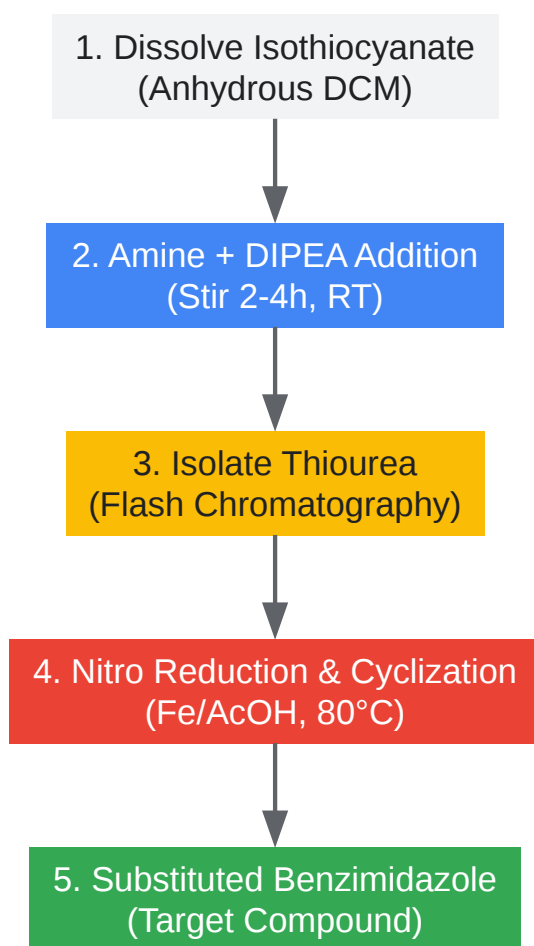 1. Dissolve Isothiocyanate
(Anhydrous DCM)
2. Amine + DIPEA Addition
(Stir 2-4h, RT)
3. Isolate Thiourea
(Flash Chromatography)
4. Nitro Reduction & Cyclization
(Fe/AcOH, 80°C)
5. Substituted Benzimidazole
(Target Compound)